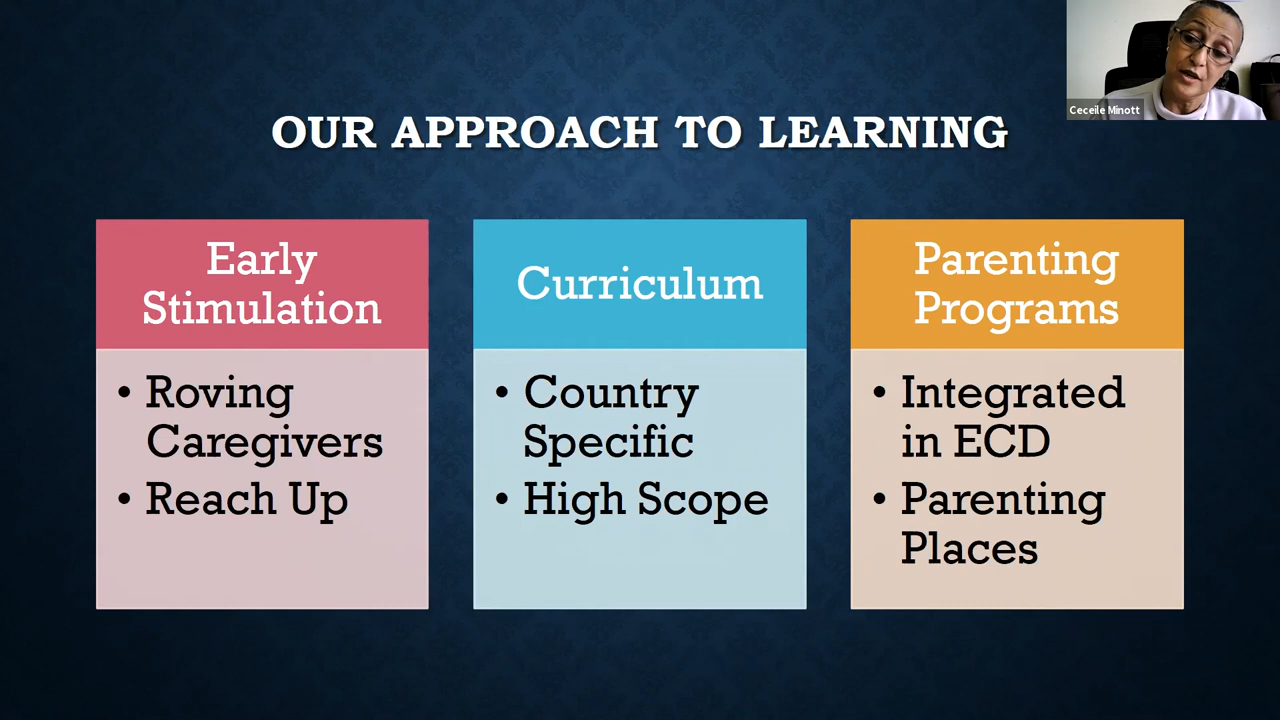 Ceceile Minott
OUR APPROACH TO LEARNING
Early
Stimulation
• Roving
Caregivers
• Reach Up
Curriculum
• Country
Specific
• High Scope
Parenting
Programs
• Integrated
in ECD
• Parenting
Places